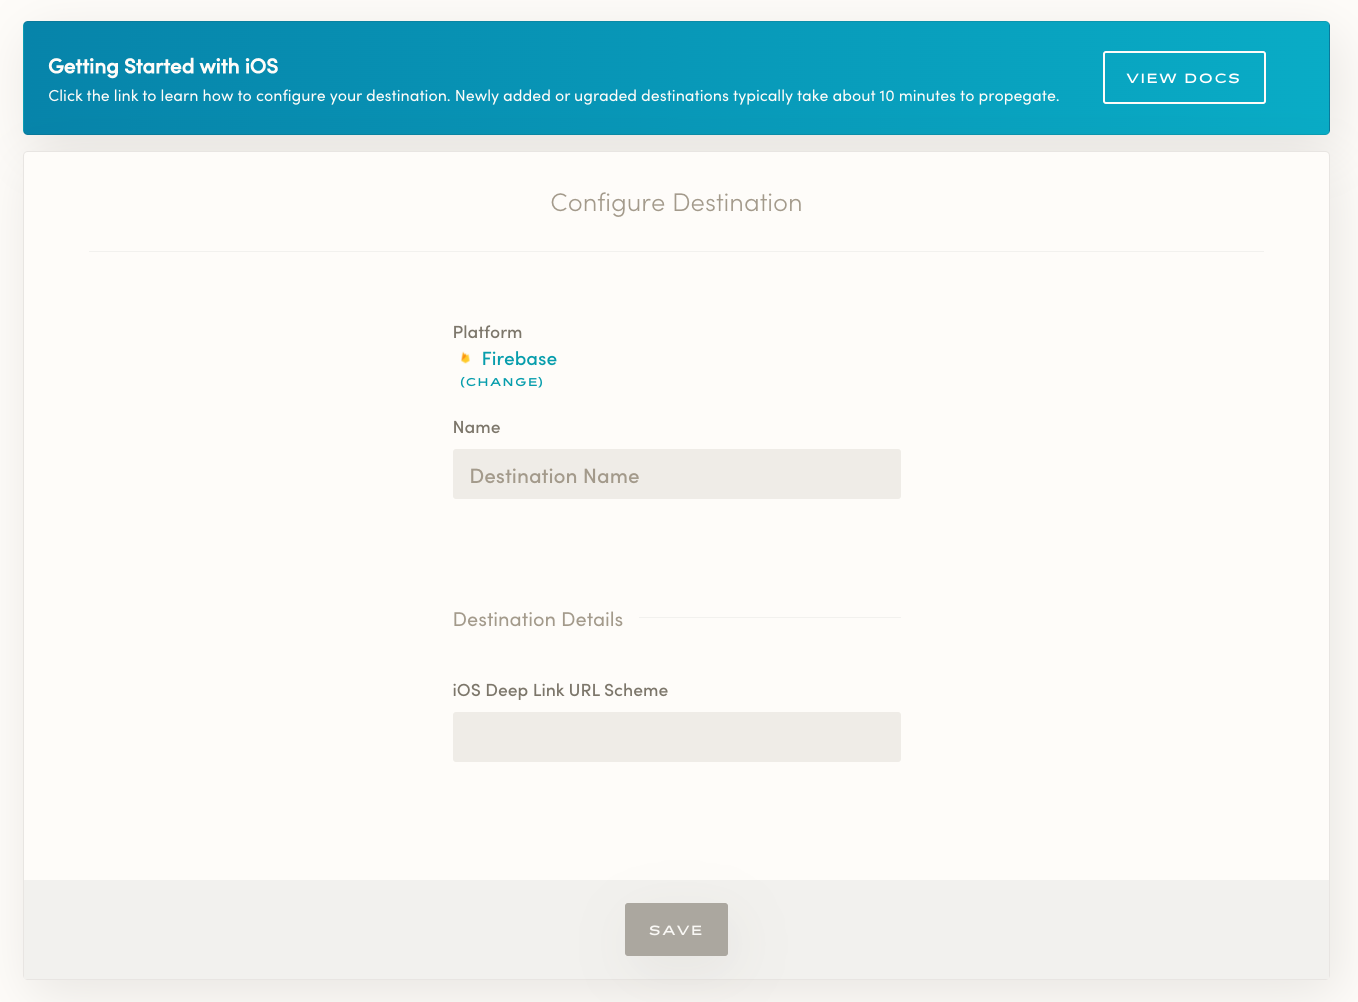 Getting Started with iOS
Click the link to learn how to configure your destination. Newly added or ugraded destinations typically take about 10 minutes to propegate.
VIEW DOCS
Configure Destination
Platform
Firebase
(CHANGE)
Name
Destination Name
Destination Details
iOS Deep Link URL Scheme
SAVE